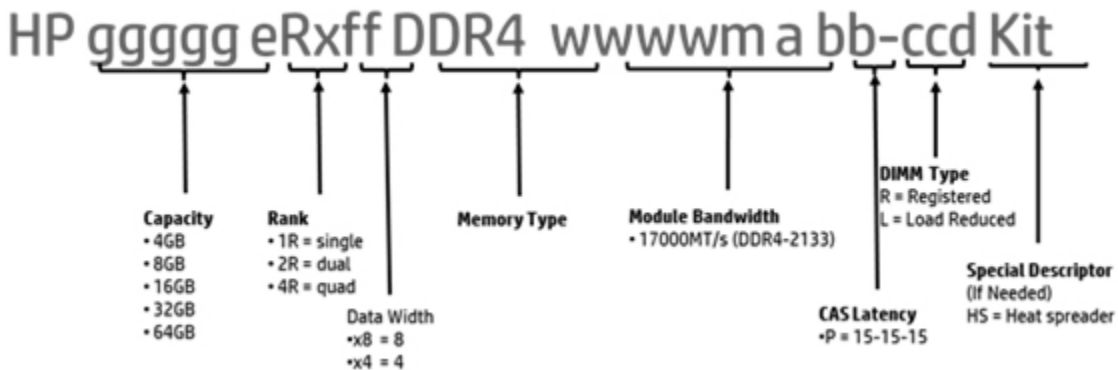 HP ggggg eRxff DDR4 wwwwm a bb-ccd Kit
Capacity
• 4GB
• 8GB
• 16GB
• 32GB
• 64GB
Rank
• 1R = single
• 2R = dual
• 4R = quad
Data Width
•x8 = 8
•x4 = 4
Memory Type
Module Bandwidth
• 17000MT/s (DDR4-2133)
CAS Latency
•P = 15-15-15
DIMM Type
R = Registered
L = Load Reduced
Special Descriptor
(If Needed)
HS = Heat spreader